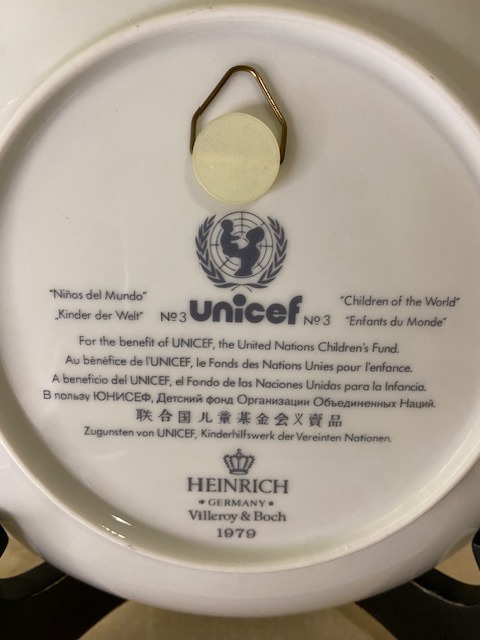 "Niños del Mundo" "Children of the World"
„Kinder der Welt" No 3 unicef No 3 "Enfants du Monde"
For the benefit of UNICEF, the United Nations Children's Fund.
Au bénéfice de l'UNICEF, le Fonds des Nations Unies pour l'enfance.
A beneficio del UNICEF, el Fondo de las Naciones Unidas para la Infancia.
В пользу ЮНИСЕФ, Детский фонд Организации Объединенных Наций.
联合国儿童基金会义賣品
Zugunsten von UNICEF, Kinderhilfswerk der Vereinten Nationen.
HEINRICH
• GERMANY •
Villeroy & Boch
1979